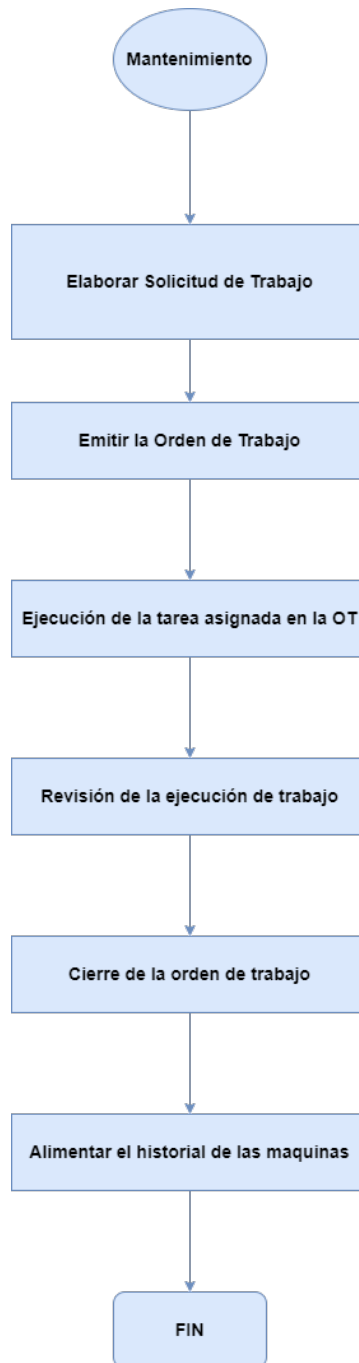 Mantenimiento
Elaborar Solicitud de Trabajo
Emitir la Orden de Trabajo
Ejecución de la tarea asignada en la OT
Revisión de la ejecución de trabajo
Cierre de la orden de trabajo
Alimentar el historial de las maquinas
FIN